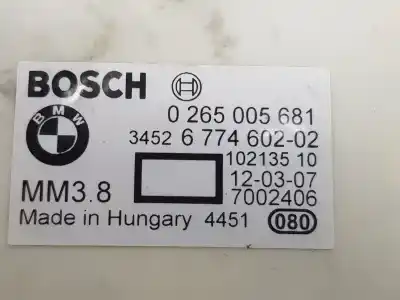 BOSCH
BMW
0 265 005 681
3452 6 774 602-02
102135 10
12-03-07
MM3.8
7002406
Made in Hungary 4451 080